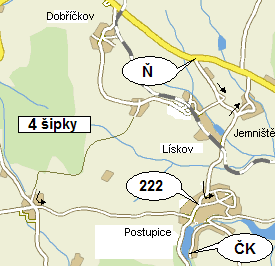 Dobříčkov
Ň
4 šipky
Jemniště
Lískov
222
Postupice
ČK